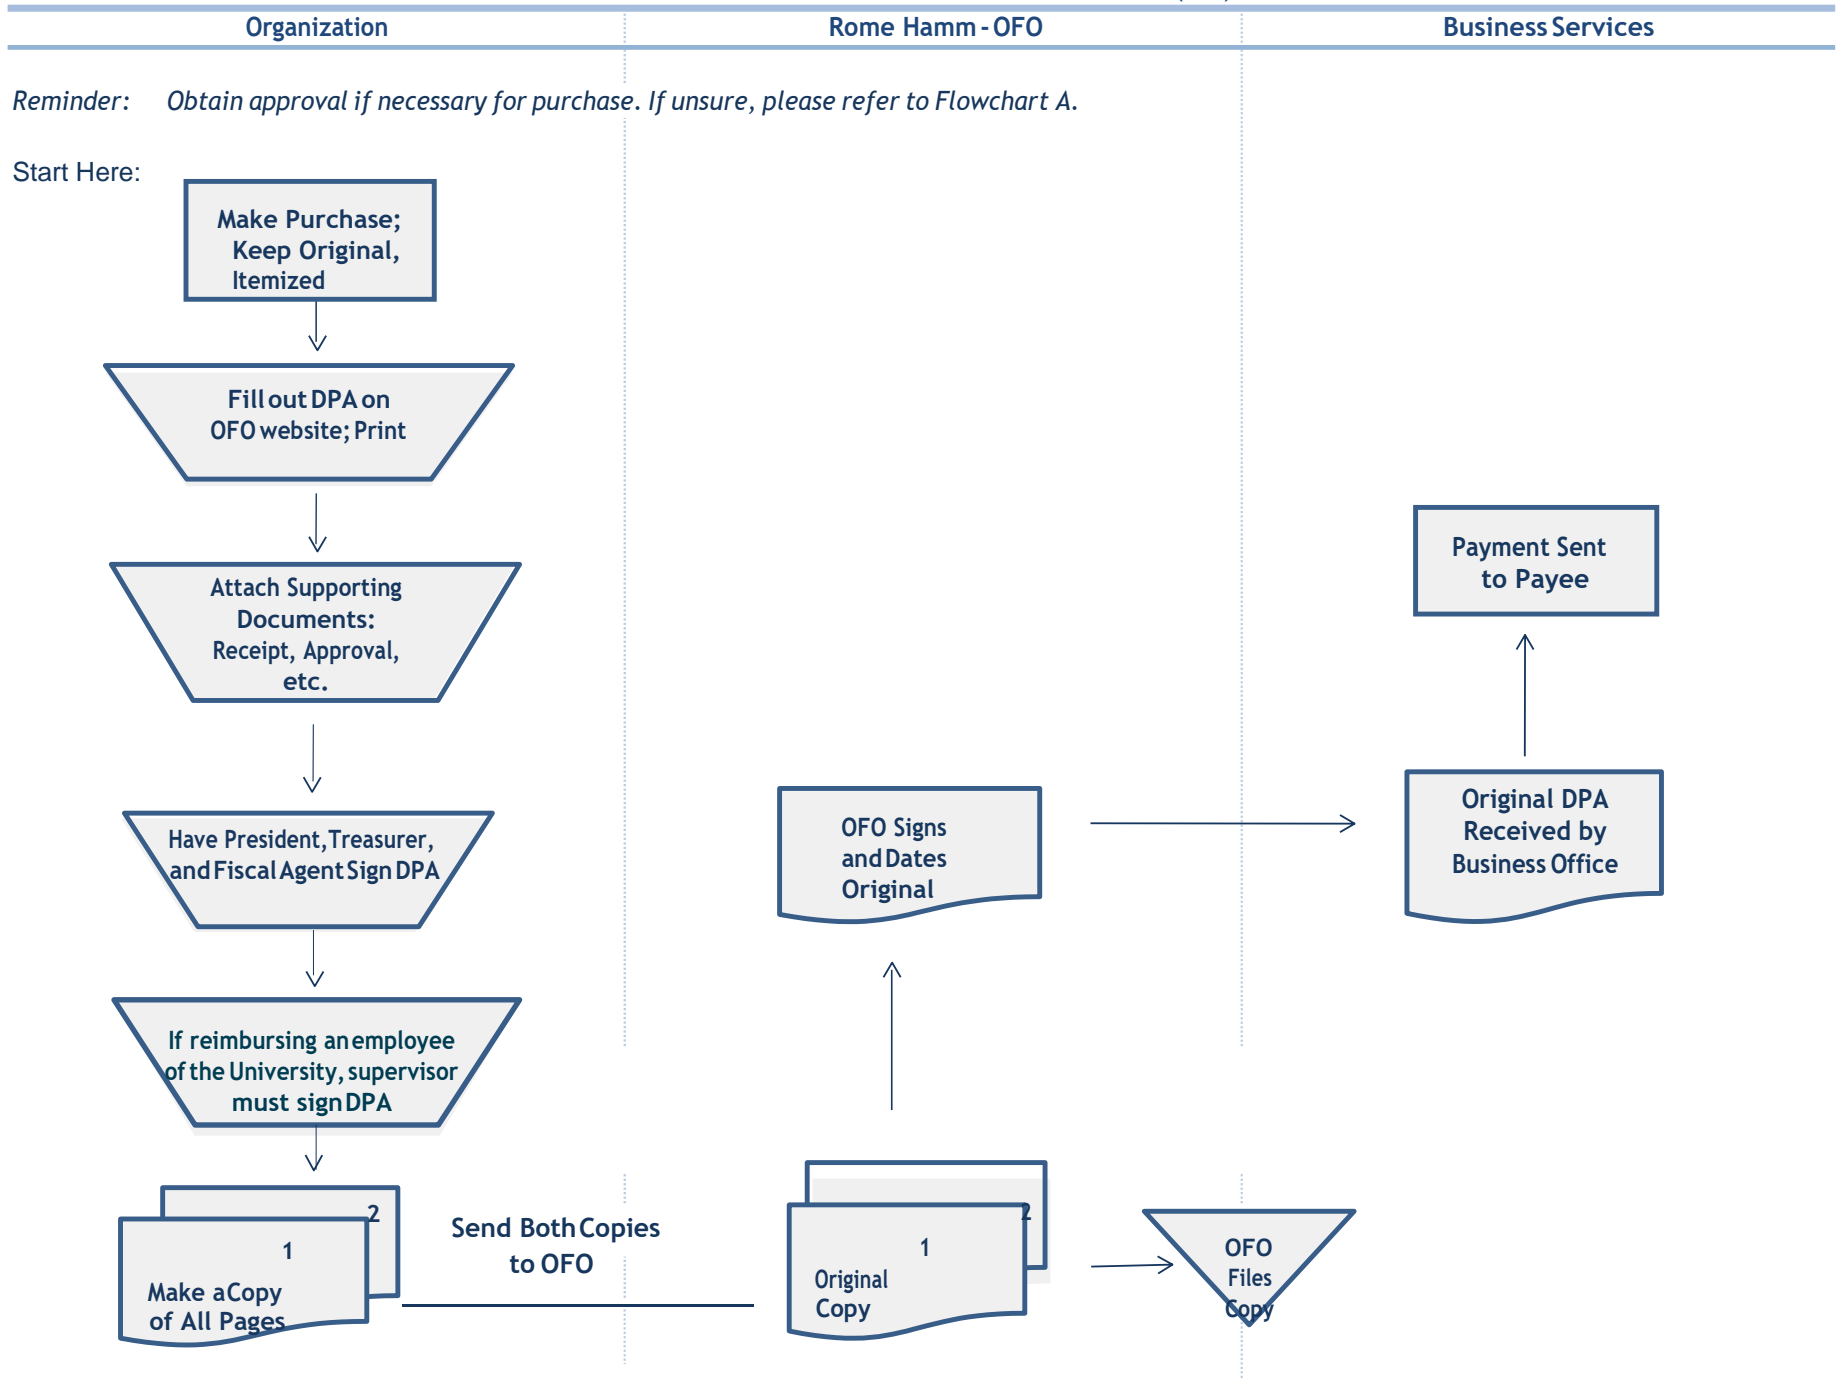 Organization
Rome Hamm - OFO
Business Services
Reminder: Obtain approval if necessary for purchase. If unsure, please refer to Flowchart A.
Start Here:
Make Purchase;
Keep Original,
Itemized
Fill out DPA on
OFO website; Print
Attach Supporting
Documents:
Receipt, Approval,
etc.
Have President, Treasurer,
and Fiscal Agent Sign DPA
If reimbursing an employee
of the University, supervisor
must sign DPA
2
1
Make a Copy
of All Pages
Send Both Copies
to OFO
2
1
Original
Copy
OFO
Files
Copy
OFO Signs
and Dates
Original
Original DPA
Received by
Business Office
Payment Sent
to Payee